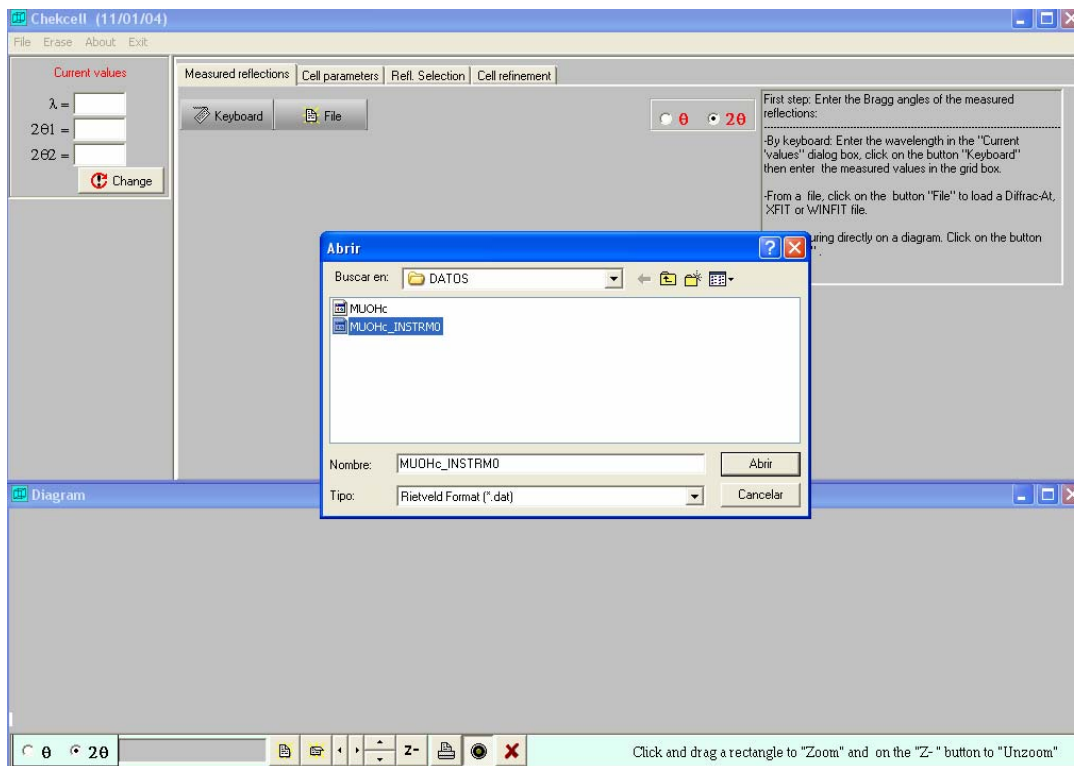 Chekcell (11/01/04)
File Erase About Exit
Current values
λ =
2θ1 =
2θ2 =
Change
Measured reflections Cell parameters Refl. Selection Cell refinement
Keyboard File
θ 2θ
First step: Enter the Bragg angles of the measured
reflections:
-By keyboard: Enter the wavelength in the "Current
'values" dialog box, click on the button "Keyboard"
then enter the measured values in the grid box.
-From a file, click on the button "File" to load a Diffrac-At,
XFIT or WINFIT file.
uring directly on a diagram. Click on the button
" .
Abrir
Buscar en: DATOS
MUOHc
MUOHc_INSTRM0
Nombre: MUOHc_INSTRM0 Abrir
Tipo: Rietveld Format (*.dat) Cancelar
Diagram
θ 2θ Z- Click and drag a rectangle to "Zoom" and on the "Z- " button to "Unzoom"